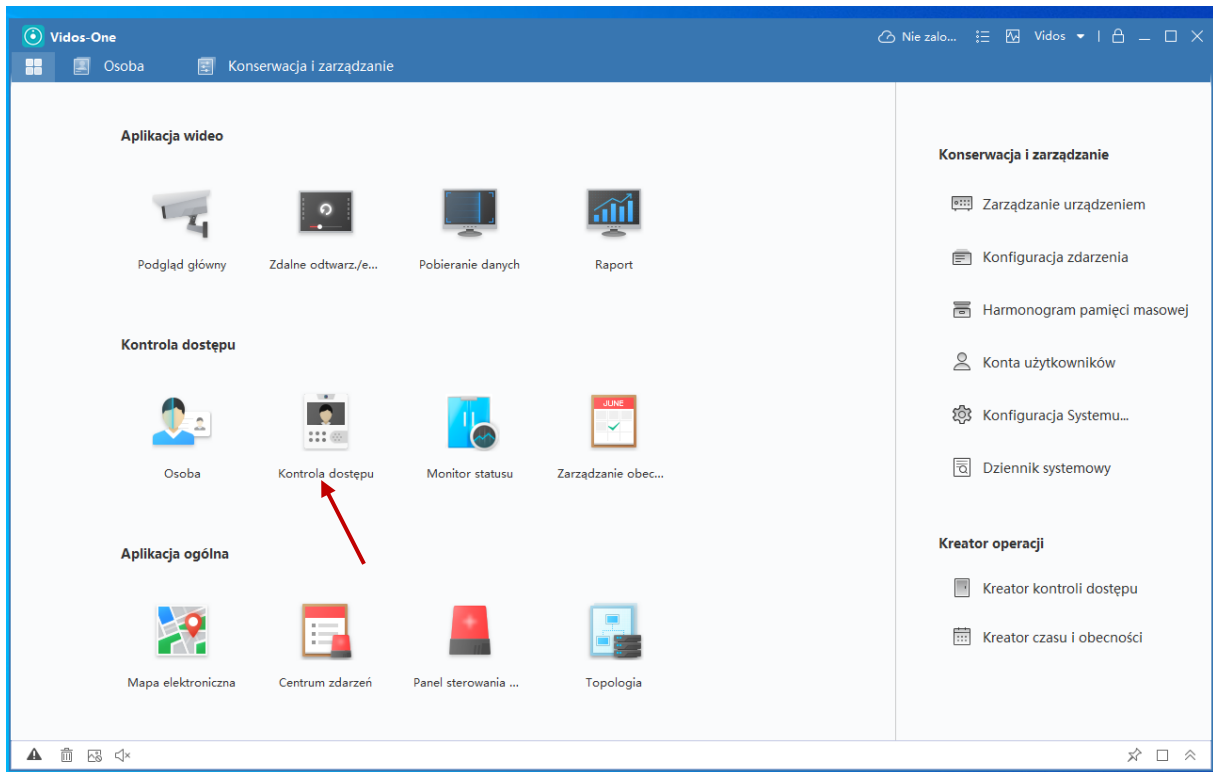 Vidos-One
Nie zalo...
Vidos
Osoba
Konserwacja i zarządzanie
Aplikacja wideo
Podgląd główny
Zdalne odtwarz./e...
Pobieranie danych
Raport
Kontrola dostępu
JUNE
Osoba
Kontrola dostępu
Monitor statusu
Zarządzanie obec...
Aplikacja ogólna
Mapa elektroniczna
Centrum zdarzeń
Panel sterowania ...
Topologia
Konserwacja i zarządzanie
Zarządzanie urządzeniem
Konfiguracja zdarzenia
Harmonogram pamięci masowej
Konta użytkowników
Konfiguracja Systemu...
Dziennik systemowy
Kreator operacji
Kreator kontroli dostępu
Kreator czasu i obecności